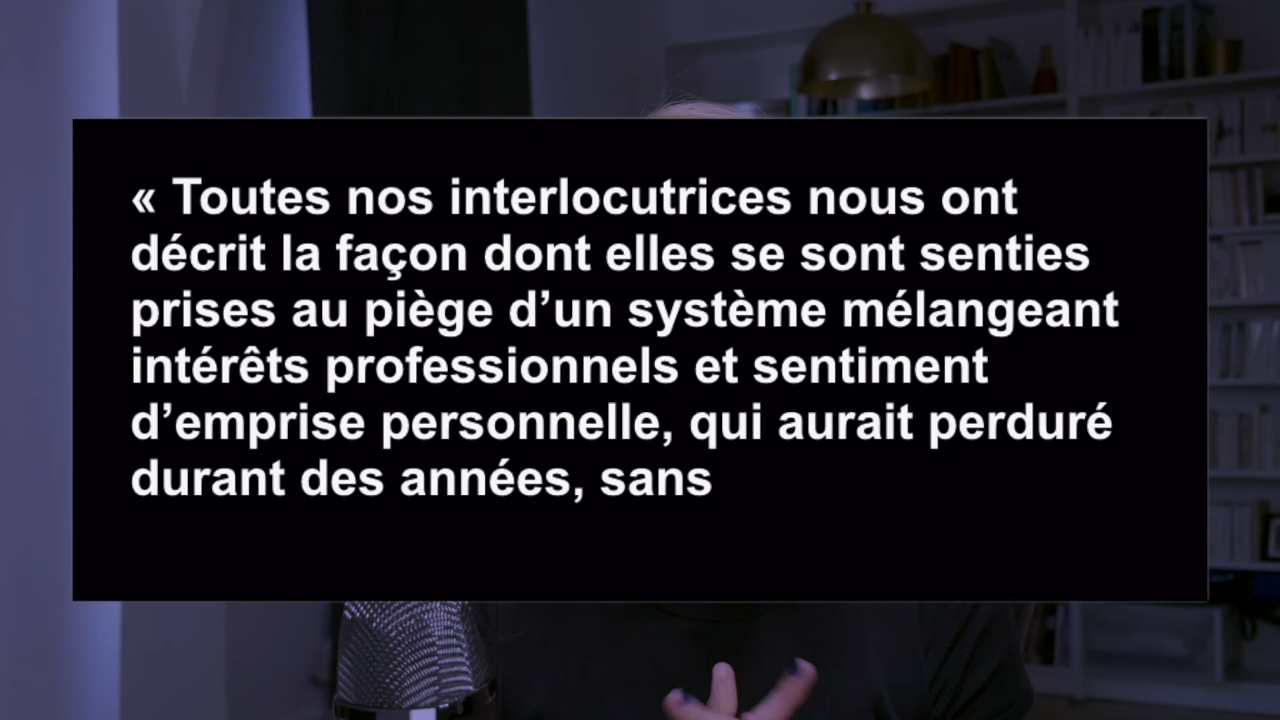 « Toutes nos interlocutrices nous ont
décrit la façon dont elles se sont senties
prises au piège d’un système mélangeant
intérêts professionnels et sentiment
d’emprise personnelle, qui aurait perduré
durant des années, sans